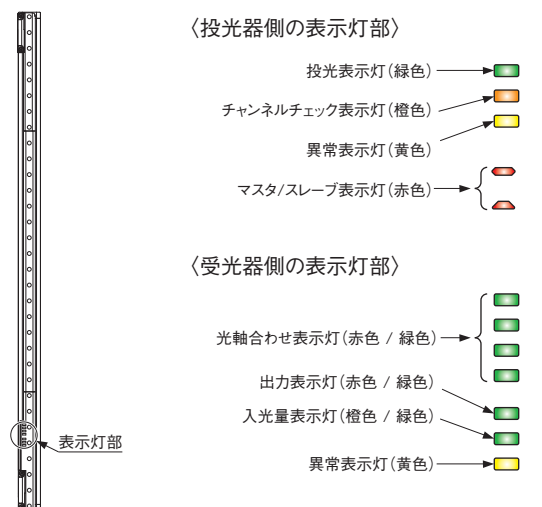 〈投光器側の表示灯部〉
投光表示灯(緑色)
チャンネルチェック表示灯(橙色)
異常表示灯(黄色)
マスタ/スレーブ表示灯(赤色)
〈受光器側の表示灯部〉
光軸合わせ表示灯(赤色 / 緑色)
出力表示灯(赤色 / 緑色)
入光量表示灯(橙色 / 緑色)
異常表示灯(黄色)
表示灯部